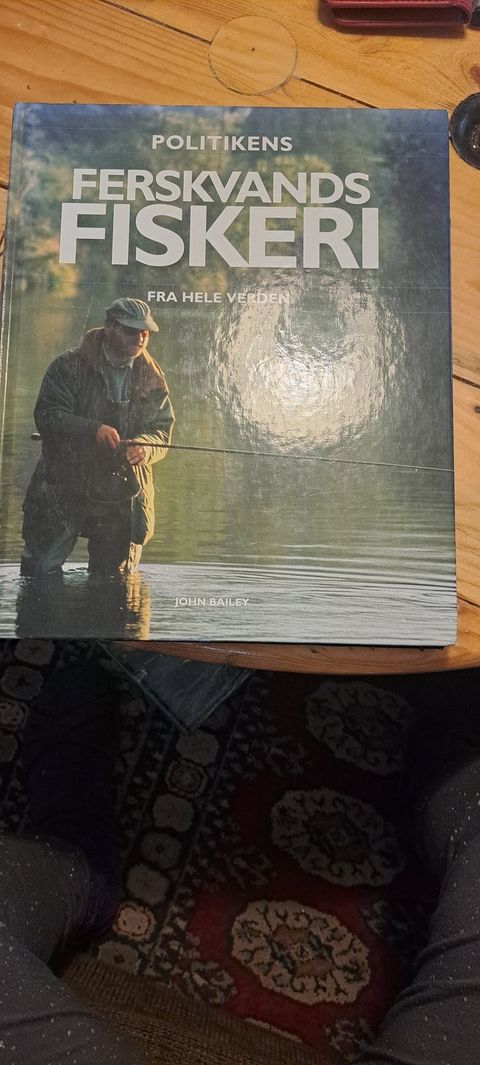 POLITIKENS
FERSKVANDS
FISKERI
FRA HELE VERDEN
JOHN BAILEY